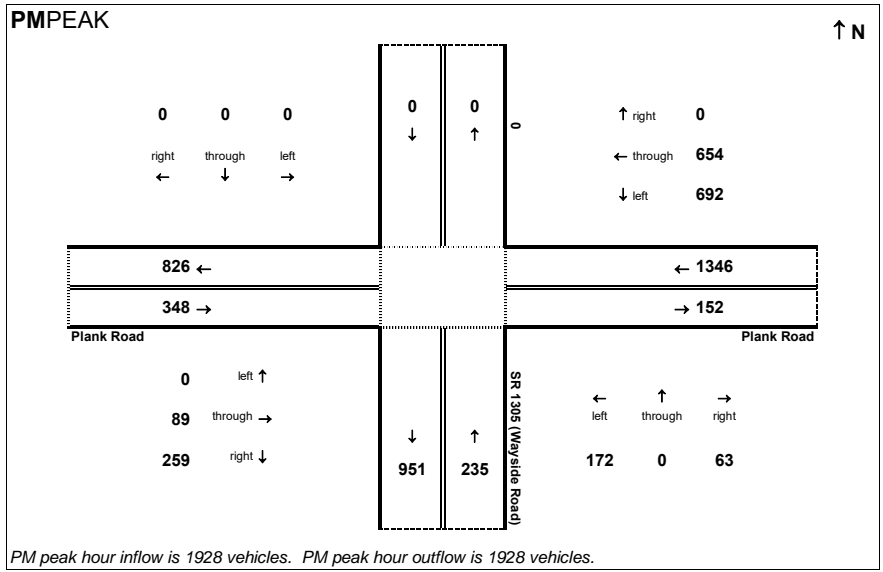 PMPEAK
↑ N
0 0 0
right through left
← ↓ →
0 0
↓ ↑
0
↑ right 0
← through 654
↓ left 692
826 ←
348 →
← 1346
→ 152
Plank Road
Plank Road
0 left ↑
89 through →
259 right ↓
↓ ↑
951 235
SR 1305 (Wayside Road)
← ↑ →
left through right
172 0 63
PM peak hour inflow is 1928 vehicles. PM peak hour outflow is 1928 vehicles.